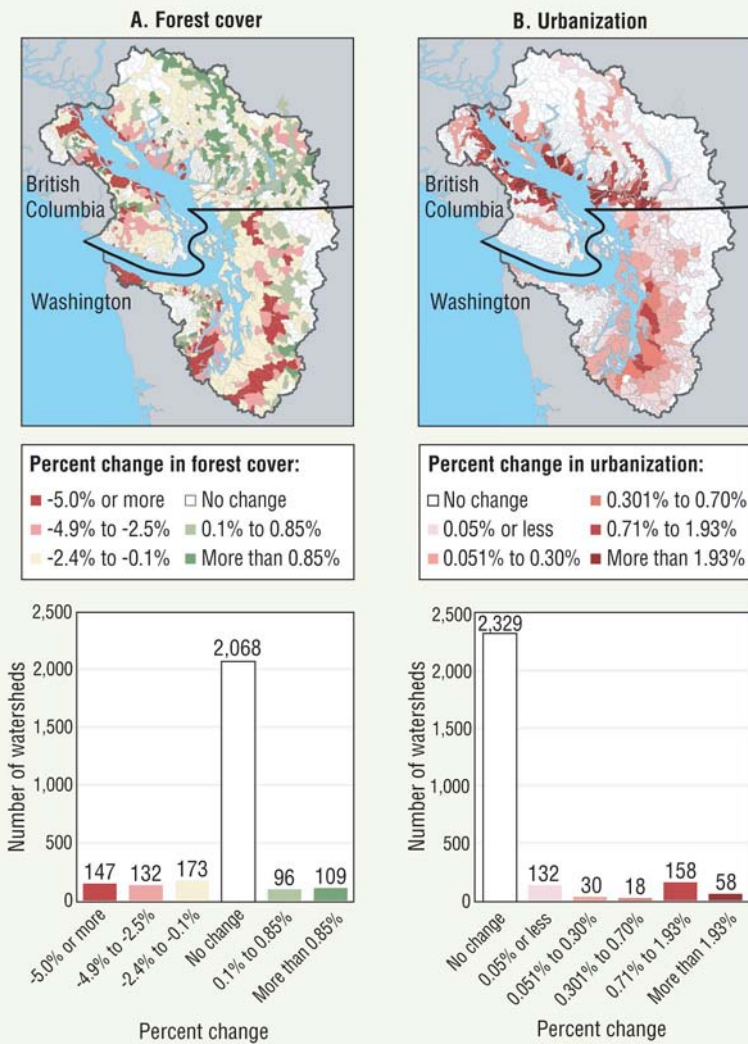 A. Forest cover
British
Columbia
Washington
Percent change in forest cover:
-5.0% or more
No change
-4.9% to -2.5%
0.1% to 0.85%
-2.4% to -0.1%
More than 0.85%
2,500
2,000
1,500
1,000
500
0
Number of watersheds
147
132
173
2,068
96
109
-5.0% or more
-4.9% to -2.5%
-2.4% to -0.1%
No change
0.1% to 0.85%
More than 0.85%
Percent change
B. Urbanization
British
Columbia
Washington
Percent change in urbanization:
No change
0.301% to 0.70%
0.05% or less
0.71% to 1.93%
0.051% to 0.30%
More than 1.93%
2,500
2,000
1,500
1,000
500
0
Number of watersheds
2,329
132
30
18
158
58
No change
0.05% or less
0.051% to 0.30%
0.301% to 0.70%
0.71% to 1.93%
More than 1.93%
Percent change